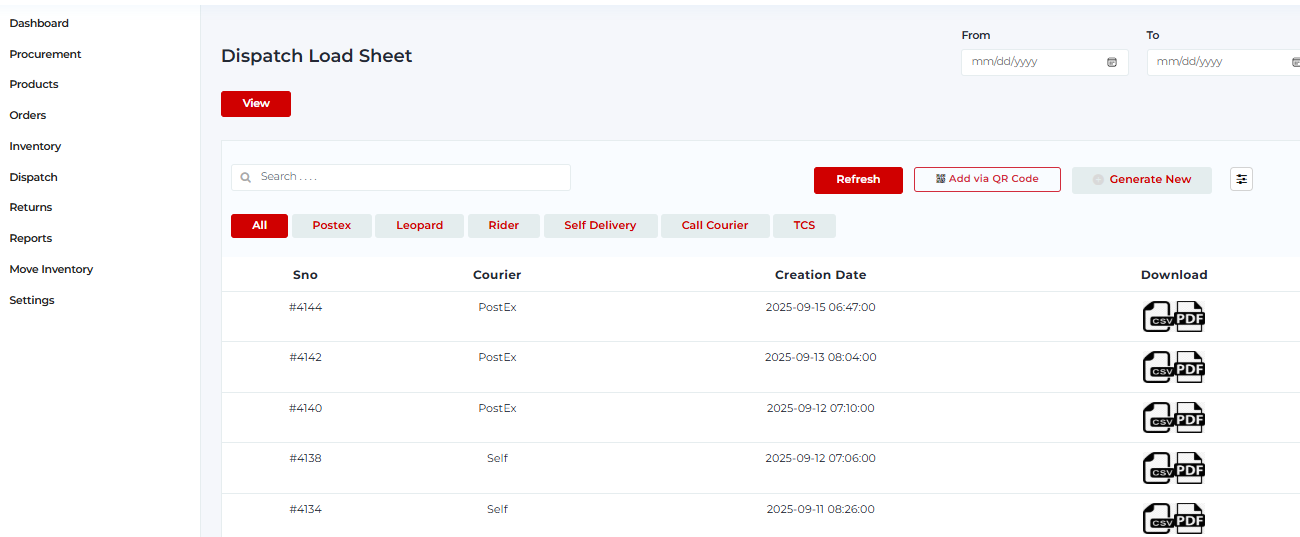 Dashboard
Procurement
Products
Orders
Inventory
Dispatch
Returns
Reports
Move Inventory
Settings
Dispatch Load Sheet
From
To
mm/dd/yyyy
mm/dd/yyyy
View
Search . . . .
Refresh
Add via QR Code
Generate New
All Postex Leopard Rider Self Delivery Call Courier TCS
Sno Courier Creation Date Download
#4144 PostEx 2025-09-15 06:47:00 CSV PDF
#4142 PostEx 2025-09-13 08:04:00 CSV PDF
#4140 PostEx 2025-09-12 07:10:00 CSV PDF
#4138 Self 2025-09-12 07:06:00 CSV PDF
#4134 Self 2025-09-11 08:26:00 CSV PDF